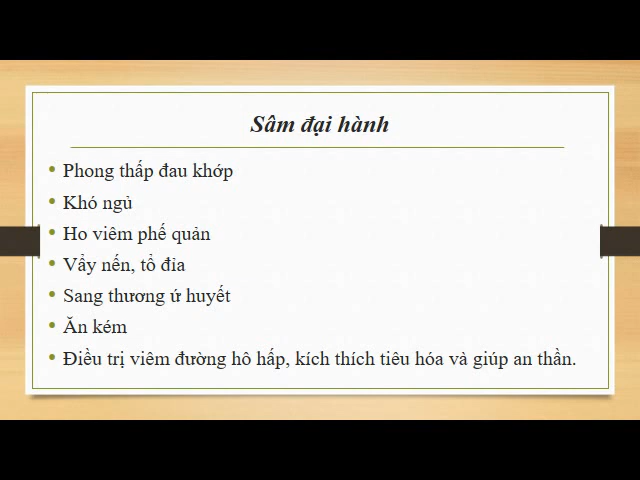 Sâm đại hành
• Phong thấp đau khớp
• Khó ngủ
• Ho viêm phế quản
• Vẩy nến, tổ đỉa
• Sang thương ứ huyết
• Ăn kém
• Điều trị viêm đường hô hấp, kích thích tiêu hóa và giúp an thần.